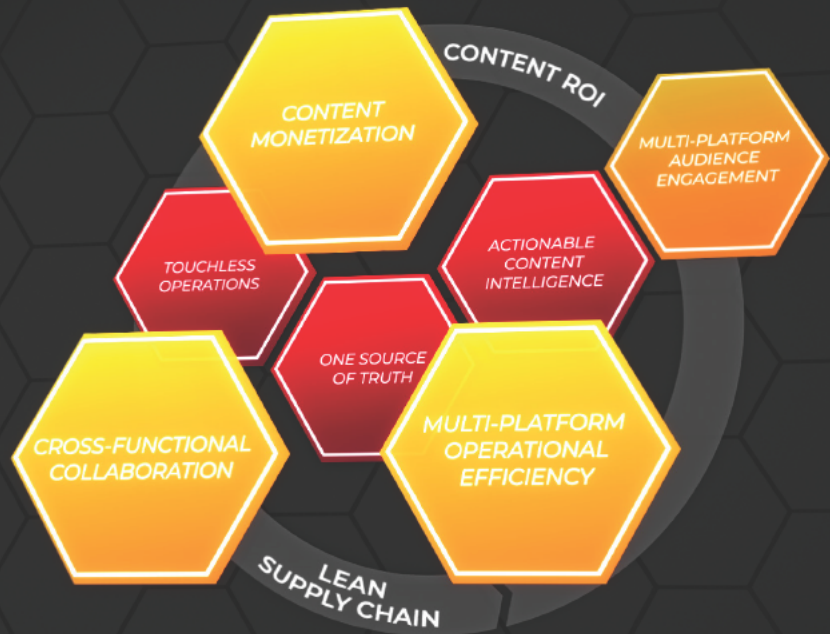 CONTENT ROI
CONTENT
MONETIZATION
MULTI-PLATFORM
AUDIENCE
ENGAGEMENT
TOUCHLESS
OPERATIONS
ACTIONABLE
CONTENT
INTELLIGENCE
ONE SOURCE
OF TRUTH
CROSS-FUNCTIONAL
COLLABORATION
MULTI-PLATFORM
OPERATIONAL
EFFICIENCY
LEAN
SUPPLY CHAIN